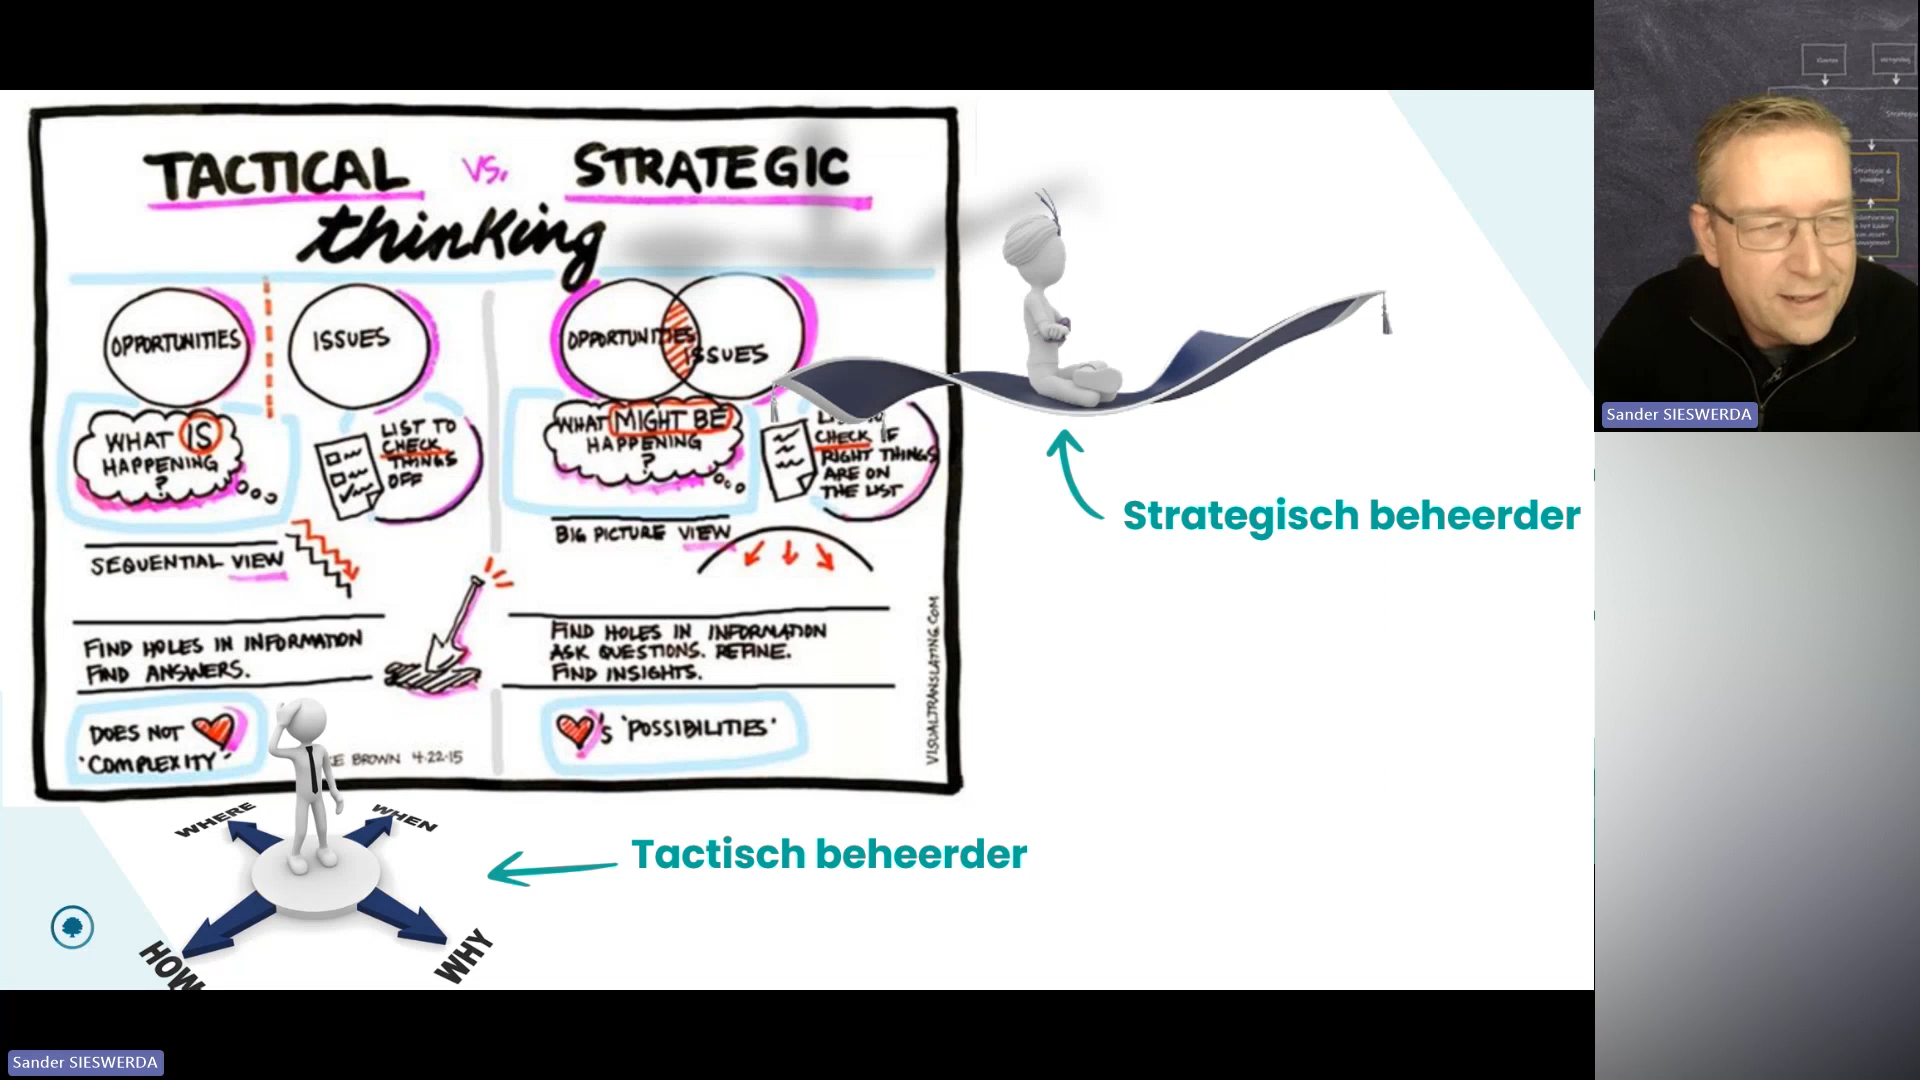 TACTICAL VS. STRATEGIC
thinking
OPPORTUNITIES
ISSUES
OPPORTUNITIES
ISSUES
WHAT IS
HAPPENING
?
LIST TO
CHECK
THINGS
OFF
WHAT MIGHT BE
HAPPENING
?
CHECK IF
RIGHT THINGS
ARE ON
THE LIST
SEQUENTIAL VIEW
BIG PICTURE VIEW
FIND HOLES IN INFORMATION
FIND ANSWERS.
FIND HOLES IN INFORMATION
ASK QUESTIONS. REFINE.
FIND INSIGHTS.
DOES NOT
"COMPLEXITY"
'S 'POSSIBILITIES'
BROWN 4-22-15
VISUALTRANSLATING.COM
Strategisch beheerder
Tactisch beheerder
WHERE
WHEN
HOW
WHY
Sander SIESWERDA
Sander SIESWERDA